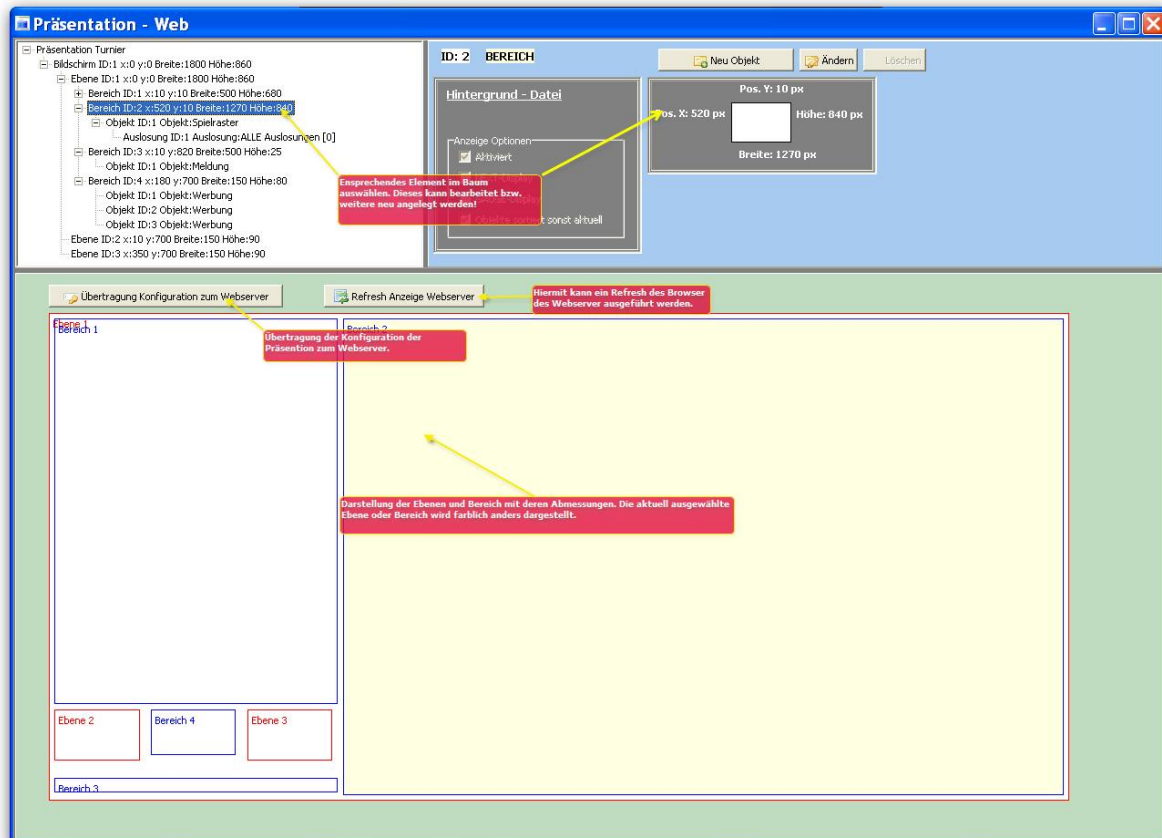 Präsentation - Web
Präsentation Turnier
Bildschirm ID:1 x:0 y:0 Breite:1800 Höhe:860
Ebene ID:1 x:0 y:0 Breite:1800 Höhe:860
Bereich ID:1 x:10 y:10 Breite:500 Höhe:680
Bereich ID:2 x:520 y:10 Breite:1270 Höhe:840
Objekt ID:1 Objekt:Spielraster
Auslosung ID:1 Auslosung:ALLE Auslosungen [0]
Bereich ID:3 x:10 y:820 Breite:500 Höhe:25
Objekt ID:1 Objekt:Meldung
Bereich ID:4 x:180 y:700 Breite:150 Höhe:80
Objekt ID:1 Objekt:Werbung
Objekt ID:2 Objekt:Werbung
Objekt ID:3 Objekt:Werbung
Ebene ID:2 x:10 y:700 Breite:150 Höhe:90
Ebene ID:3 x:350 y:700 Breite:150 Höhe:90
Ensprechendes Element im Baum
auswählen. Dieses kann bearbeitet bzw.
weitere neu angelegt werden!
ID: 2 BEREICH
Neu Objekt
Ändern
Löschen
Hintergrund - Datei
Anzeige Optionen
Aktiviert
Objekte sortiert sonst aktuell
Pos. Y: 10 px
Pos. X: 520 px
Höhe: 840 px
Breite: 1270 px
Übertragung Konfiguration zum Webserver
Refresh Anzeige Webserver
Hiermit kann ein Refresh des Browser
des Webserver ausgeführt werden.
Ebene 1
Bereich 1
Bereich 2
Übertragung der Konfiguration der
Präsention zum Webserver.
Darstellung der Ebenen und Bereich mit deren Abmessungen. Die aktuell ausgewählte
Ebene oder Bereich wird farblich anders dargestellt.
Ebene 2
Bereich 4
Ebene 3
Bereich 3